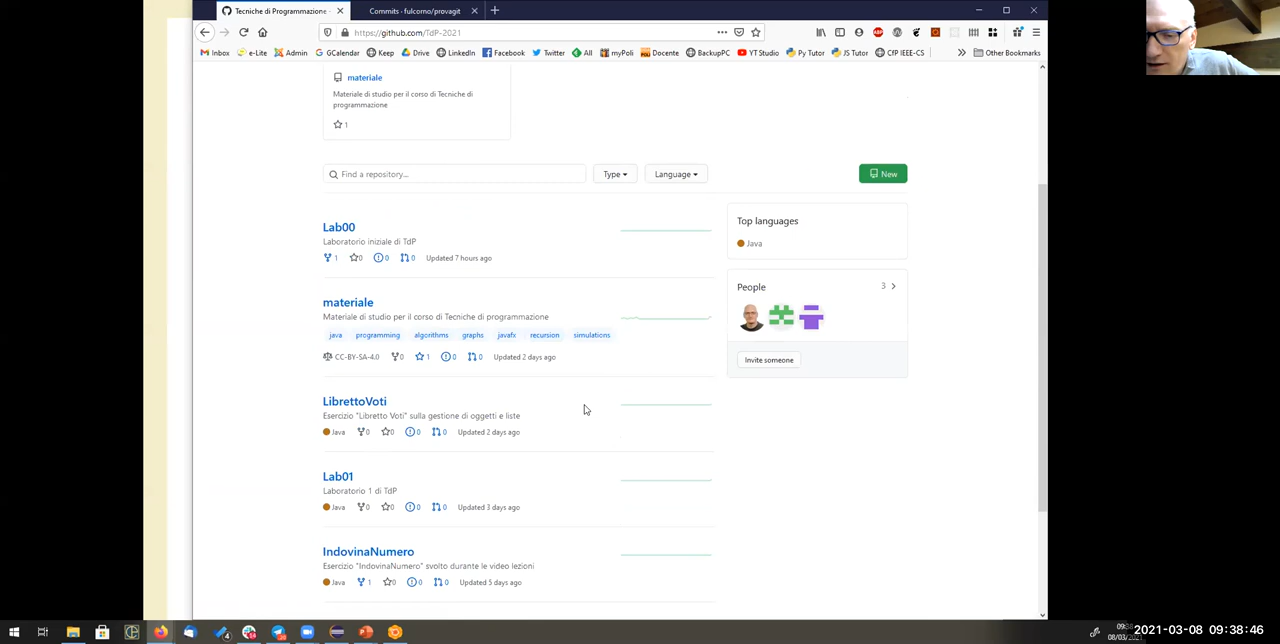 Tecniche di Programmazione
Commits · fulcorno/provagit
https://github.com/TdP-2021
Inbox
e-Lite
Admin
GCalendar
Keep
Drive
LinkedIn
Facebook
Twitter
All
myPoli
Docente
BackupPC
YT Studio
Py Tutor
JS Tutor
CfP IEEE-CS
Other Bookmarks
materiale
Materiale di studio per il corso di Tecniche di
programmazione
1
Find a repository...
Type
Language
New
Lab00
Laboratorio iniziale di TdP
1 0 0 0 Updated 7 hours ago
materiale
Materiale di studio per il corso di Tecniche di programmazione
java programming algorithms graphs javafx recursion simulations
CC-BY-SA-4.0 0 1 0 0 Updated 2 days ago
LibrettoVoti
Esercizio "Libretto Voti" sulla gestione di oggetti e liste
Java 0 0 0 0 Updated 2 days ago
Lab01
Laboratorio 1 di TdP
Java 0 0 0 0 Updated 3 days ago
IndovinaNumero
Esercizio "IndovinaNumero" svolto durante le video lezioni
Java 1 0 0 0 Updated 5 days ago
Top languages
Java
People
3
Invite someone
09:38
08/03/2021
2021-03-08 09:38:46